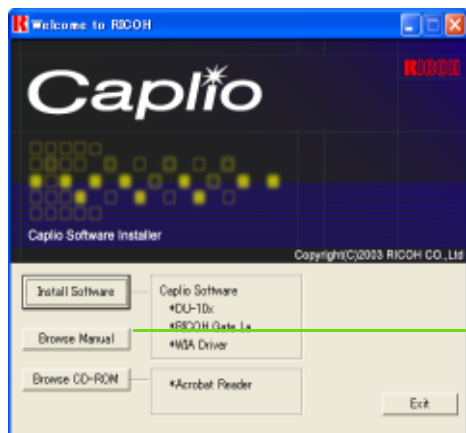 Welcome to RICOH
RICOH
Caplio
Caplio Software Installer
Copyright(C)2003 RICOH CO.,Ltd
Install Software
Caplio Software
*DU-10x
*RICOH Gate La
*WIA Driver
Browse Manual
Browse CD-ROM
*Acrobat Reader
Exit